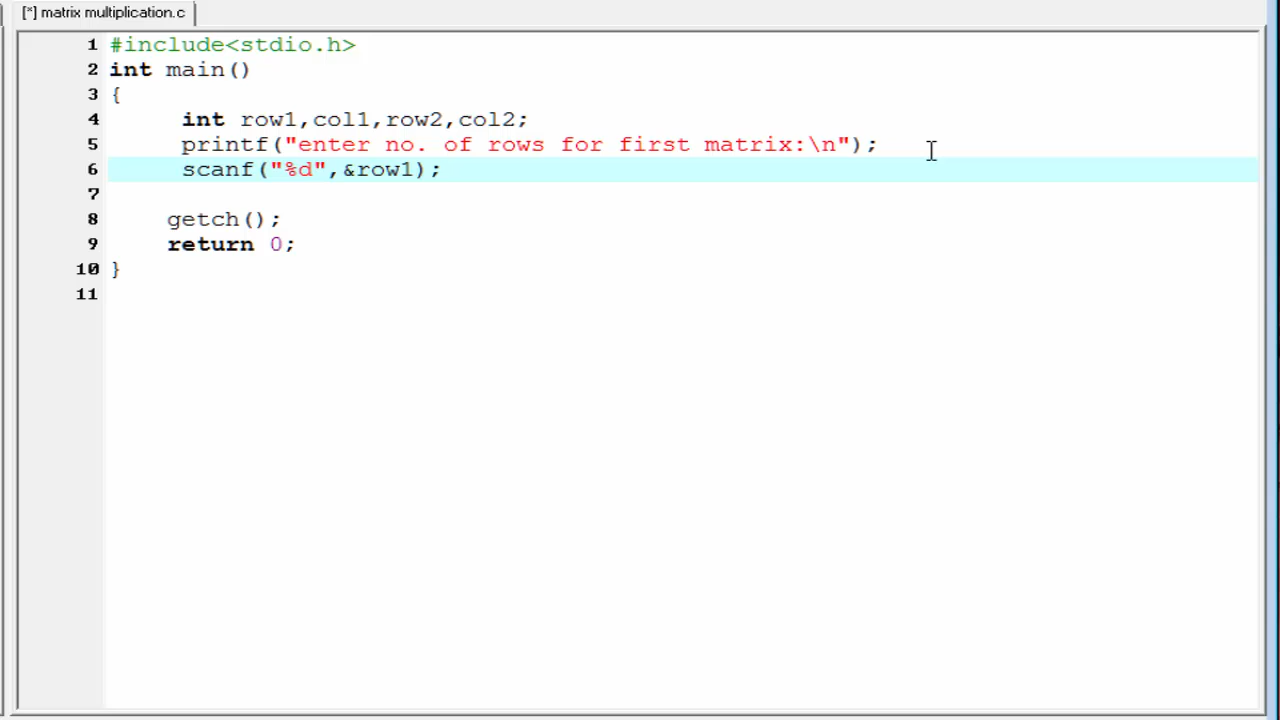 [*] matrix multiplication.c
1 #include<stdio.h>
2 int main()
3 {
4 int row1,col1,row2,col2;
5 printf("enter no. of rows for first matrix:\n");
6 scanf("%d",&row1);
7
8 getch();
9 return 0;
10 }
11